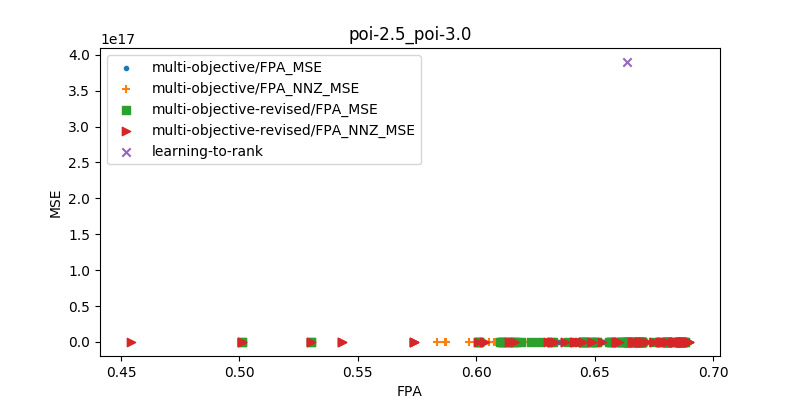 poi-2.5_poi-3.0
1e17
4.0
3.5
3.0
2.5
2.0
1.5
1.0
0.5
0.0
MSE
multi-objective/FPA_MSE
multi-objective/FPA_NNZ_MSE
multi-objective-revised/FPA_MSE
multi-objective-revised/FPA_NNZ_MSE
learning-to-rank
0.45 0.50 0.55 0.60 0.65 0.70
FPA